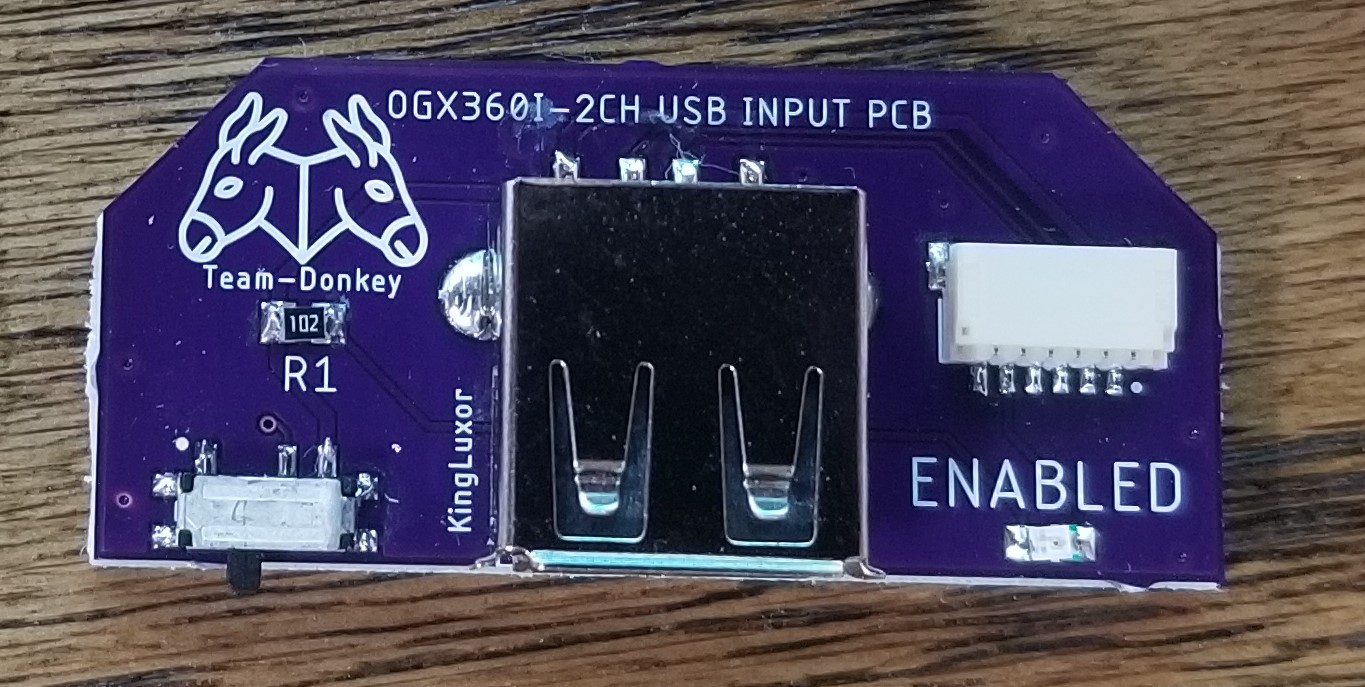 OGX360I-2CH USB INPUT PCB
Team-Donkey
102
R1
KingLuxor
ENABLED